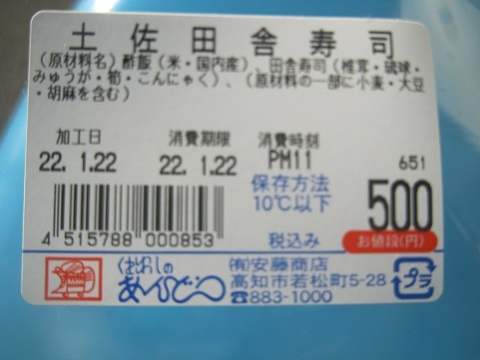 土佐田舎寿司
(原材料名)酢飯(米・国内産)、田舎寿司(椎茸・琉球・
みゅうが・筍・こんにゃく)、(原材料の一部に小麦・大豆
・胡麻を含む)
加工日 消費期限 消費時刻
22. 1.22 22. 1.22 PM11 651
保存方法
10℃以下
500
4 515788 000853
税込み お値段(円)
(有)安藤商店
高知市若松町5-28
☎883-1000
プラ